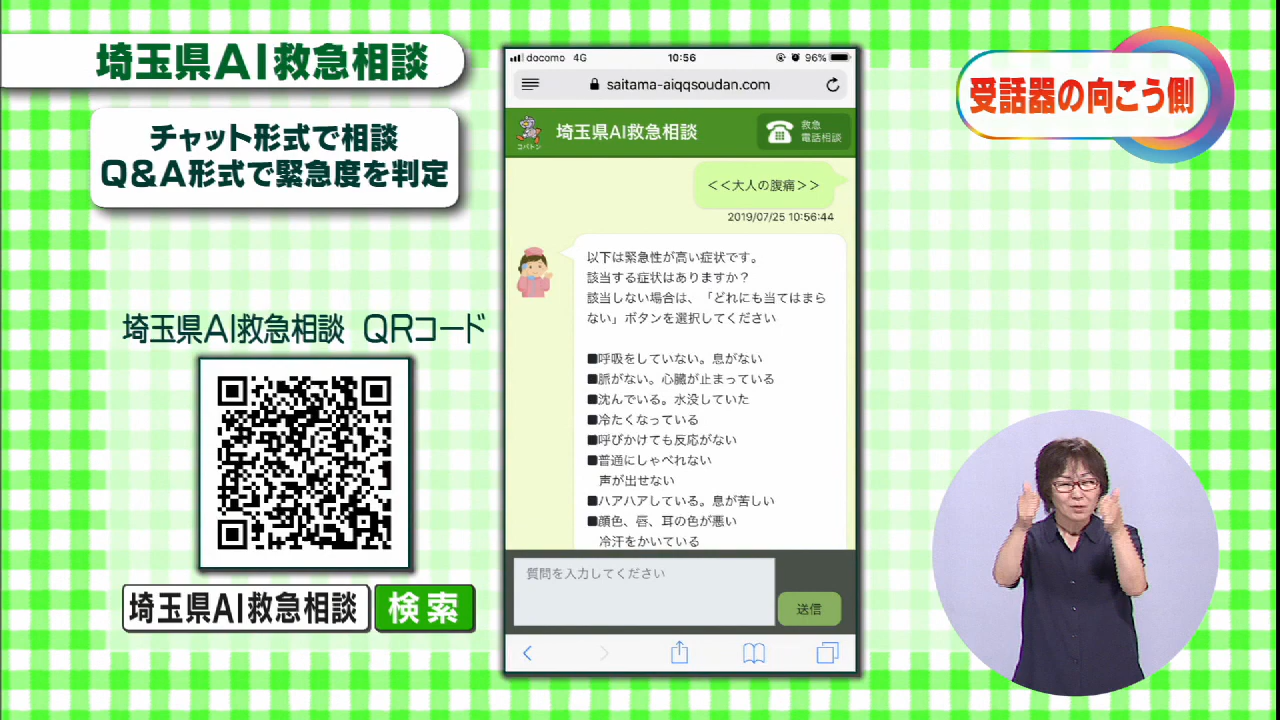 埼玉県AI救急相談
チャット形式で相談
Q&A形式で緊急度を判定
埼玉県AI救急相談 QRコード
埼玉県AI救急相談 検索
docomo 4G 10:56 96%
saitama-aiqqsoudan.com
コバトン
埼玉県AI救急相談
救急
電話相談
<<大人の腹痛>>
2019/07/25 10:56:44
以下は緊急性が高い症状です。
該当する症状はありますか？
該当しない場合は、「どれにも当てはまら
ない」ボタンを選択してください
■呼吸をしていない。息がない
■脈がない。心臓が止まっている
■沈んでいる。水没していた
■冷たくなっている
■呼びかけても反応がない
■普通にしゃべれない
声が出せない
■ハアハアしている。息が苦しい
■顔色、唇、耳の色が悪い
冷汗をかいている
質問を入力してください
送信
受話器の向こう側